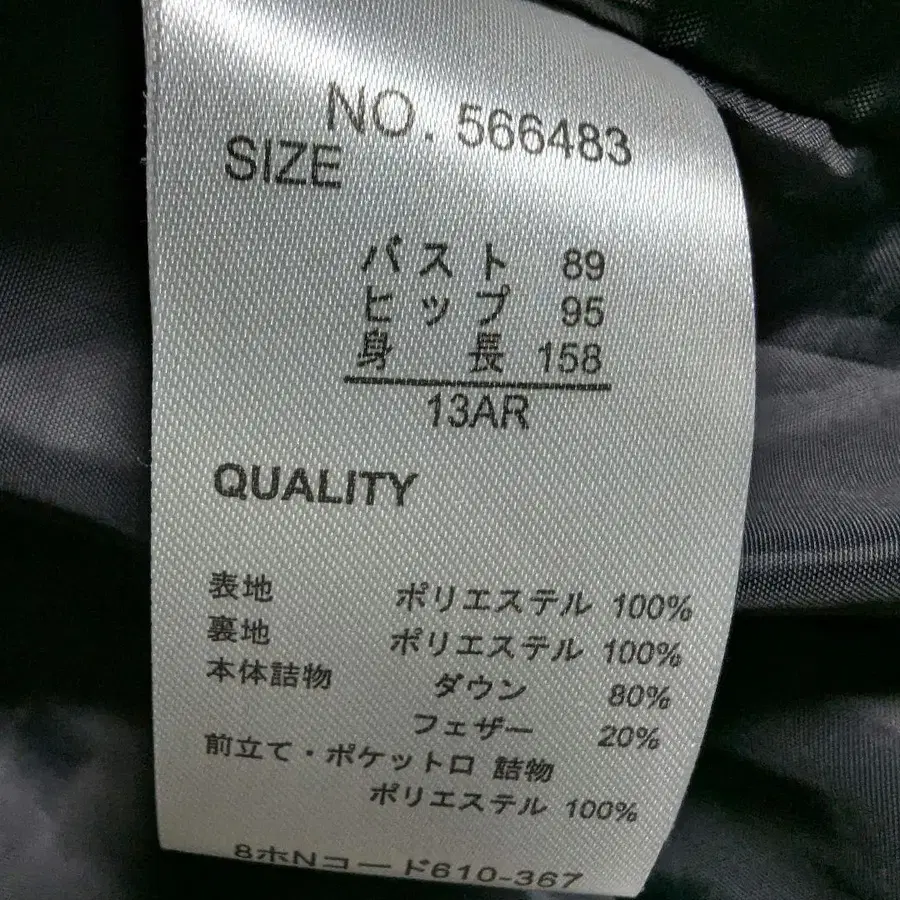 NO. 566483
SIZE
バスト 89
ヒップ 95
身長 158
13AR
QUALITY
表地 ポリエステル 100%
裏地 ポリエステル 100%
本体詰物 ダウン 80%
フェザー 20%
前立て・ポケット口 詰物
ポリエステル 100%
8ホNコード610-367